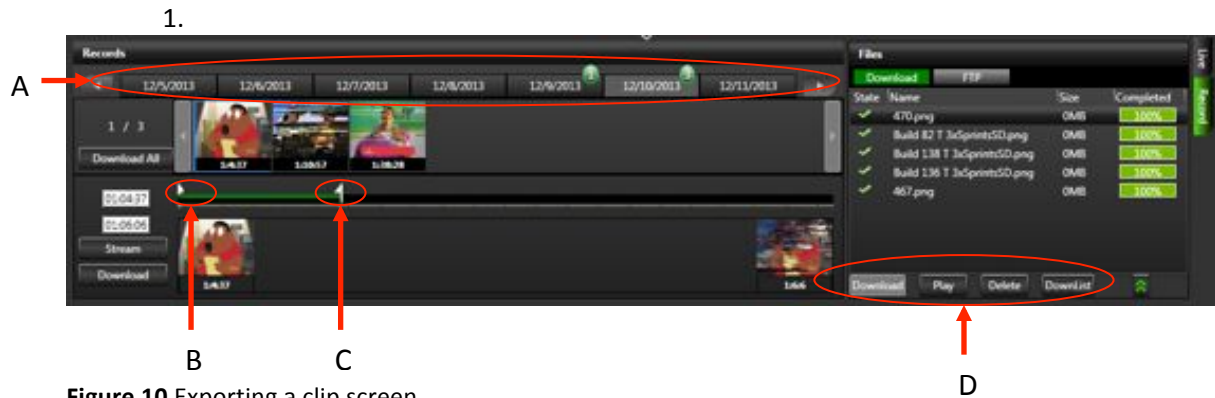 1.
Records
Files
Live
Record
A
12/5/2013 12/6/2013 12/7/2013 12/8/2013 12/9/2013 12/10/2013 12/11/2013
Download FTP
State Name Size Completed
470.png 0MB 100%
Build 82 T 3xSprintsSD.png 0MB 100%
Build 138 T 3xSprintsSD.png 0MB 100%
Build 136 T 3xSprintsSD.png 0MB 100%
467.png 0MB 100%
1 / 3
Download All
1:4:37 1:38:28
01:04:37
01:06:06
Stream
Download
1:4:37 1:6:6
Download Play Delete DownList
B C D
Figure 10 Exporting a clip screen